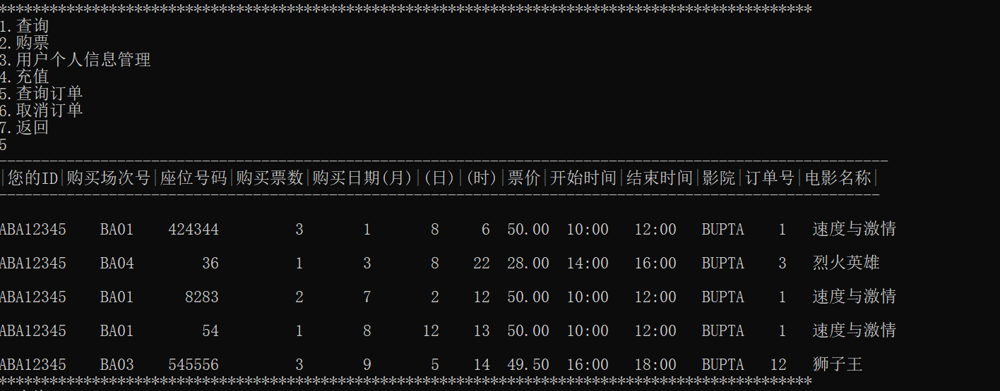 ************************************************************************************************
1.查询
2.购票
3.用户个人信息管理
4.充值
5.查询订单
6.取消订单
7.返回
5
---------------------------------------------------------------------------------------------------------
|您的ID|购买场次号|座位号码|购买票数|购买日期(月)|(日)|(时)|票价|开始时间|结束时间|影院|订单号|电影名称|
--------------------------------------------------------------------------------------------------------
ABA12345    BA01    424344         3       1       8     6  50.00  10:00   12:00   BUPTA    1   速度与激情
ABA12345    BA04        36         1       3       8    22  28.00  14:00   16:00   BUPTA    3   烈火英雄
ABA12345    BA01      8283         2       7       2    12  50.00  10:00   12:00   BUPTA    1   速度与激情
ABA12345    BA01        54         1       8      12    13  50.00  10:00   12:00   BUPTA    1   速度与激情
ABA12345    BA03    545556         3       9       5    14  49.50  16:00   18:00   BUPTA   12   狮子王
************************************************************************************************